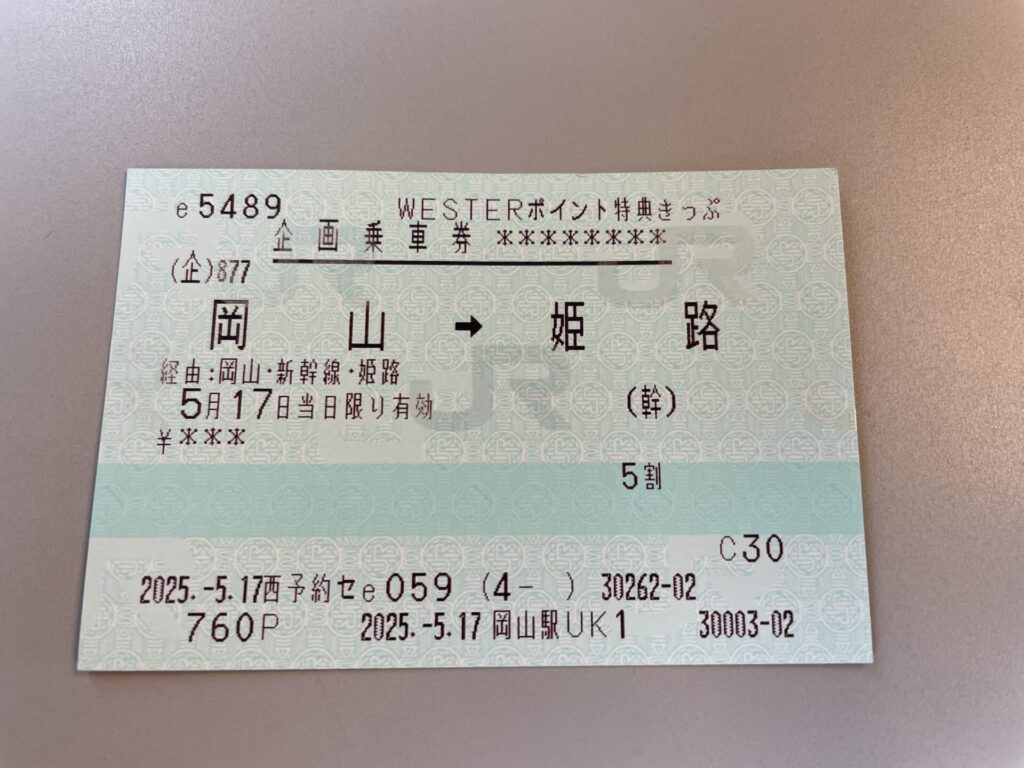 e5489 WESTERポイント特典きっぷ
企画乗車券 ********
(企)877
岡山 → 姫路
経由:岡山・新幹線・姫路
5月17日当日限り有効 (幹)
¥***
5割
C30
2025.-5.17西予約セe059 (4- ) 30262-02
760P 2025.-5.17 岡山駅UK1 30003-02
JR
JR
JR